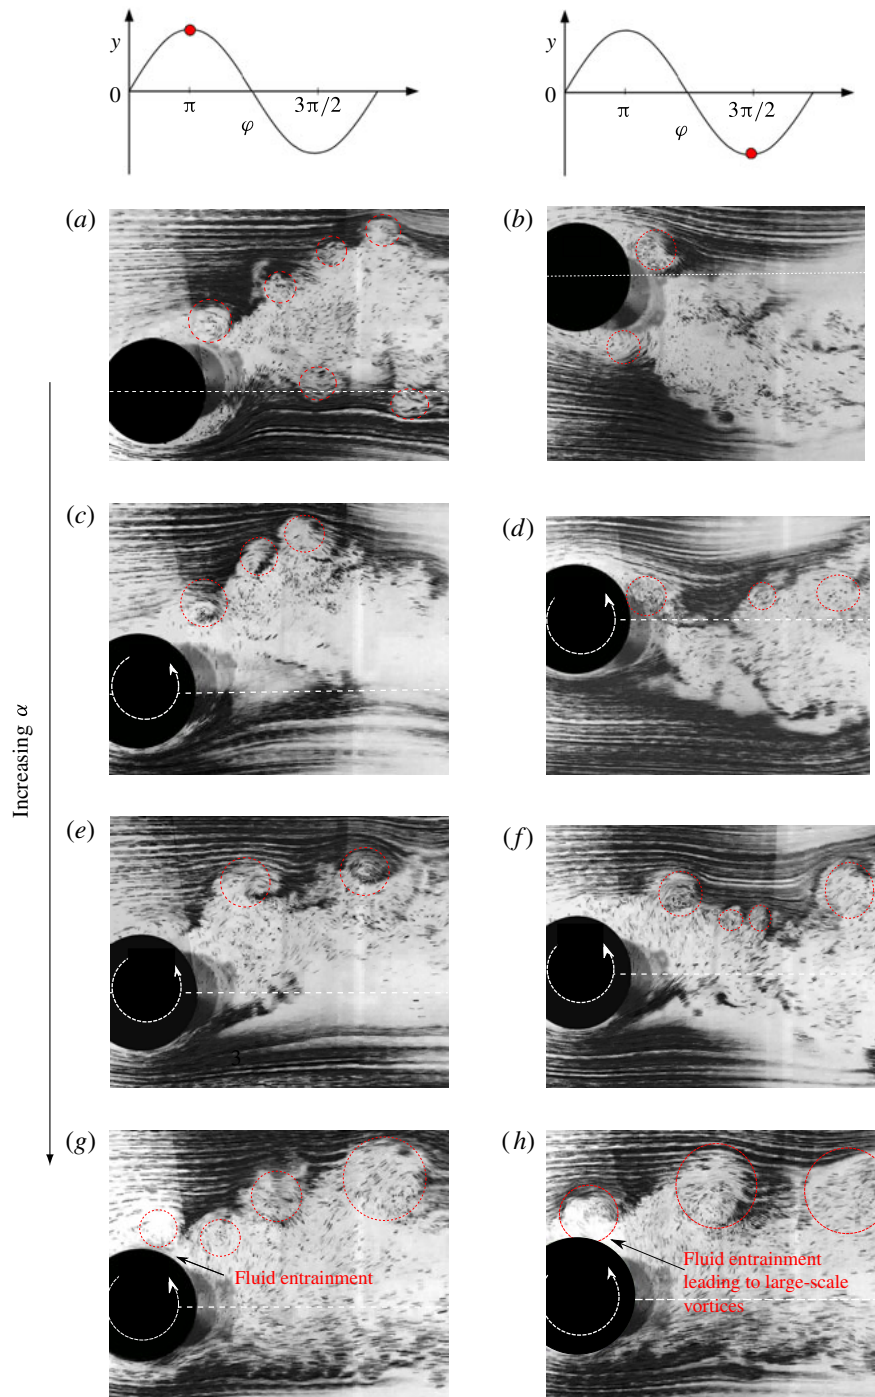 y
0
π
φ
3π/2
y
0
π
φ
3π/2
(a)
(b)
(c)
(d)
Increasing α
(e)
(f)
3
(g)
(h)
Fluid entrainment
Fluid entrainment
leading to large-scale
vortices